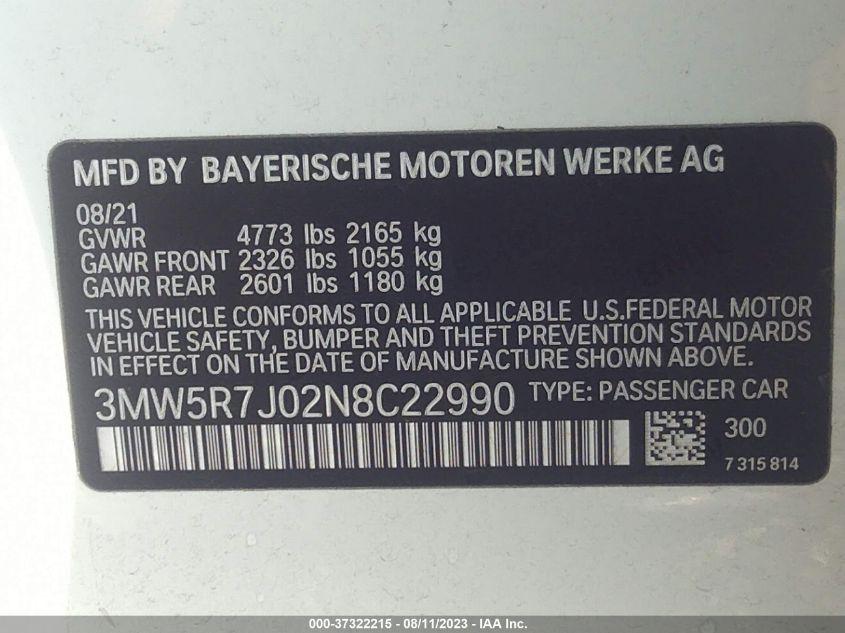 MFD BY BAYERISCHE MOTOREN WERKE AG
08/21
GVWR 4773 lbs 2165 kg
GAWR FRONT 2326 lbs 1055 kg
GAWR REAR 2601 lbs 1180 kg
THIS VEHICLE CONFORMS TO ALL APPLICABLE U.S.FEDERAL MOTOR
VEHICLE SAFETY, BUMPER AND THEFT PREVENTION STANDARDS
IN EFFECT ON THE DATE OF MANUFACTURE SHOWN ABOVE.
3MW5R7J02N8C22990 TYPE: PASSENGER CAR
300
7 315 814
000-37322215 - 08/11/2023 - IAA Inc.